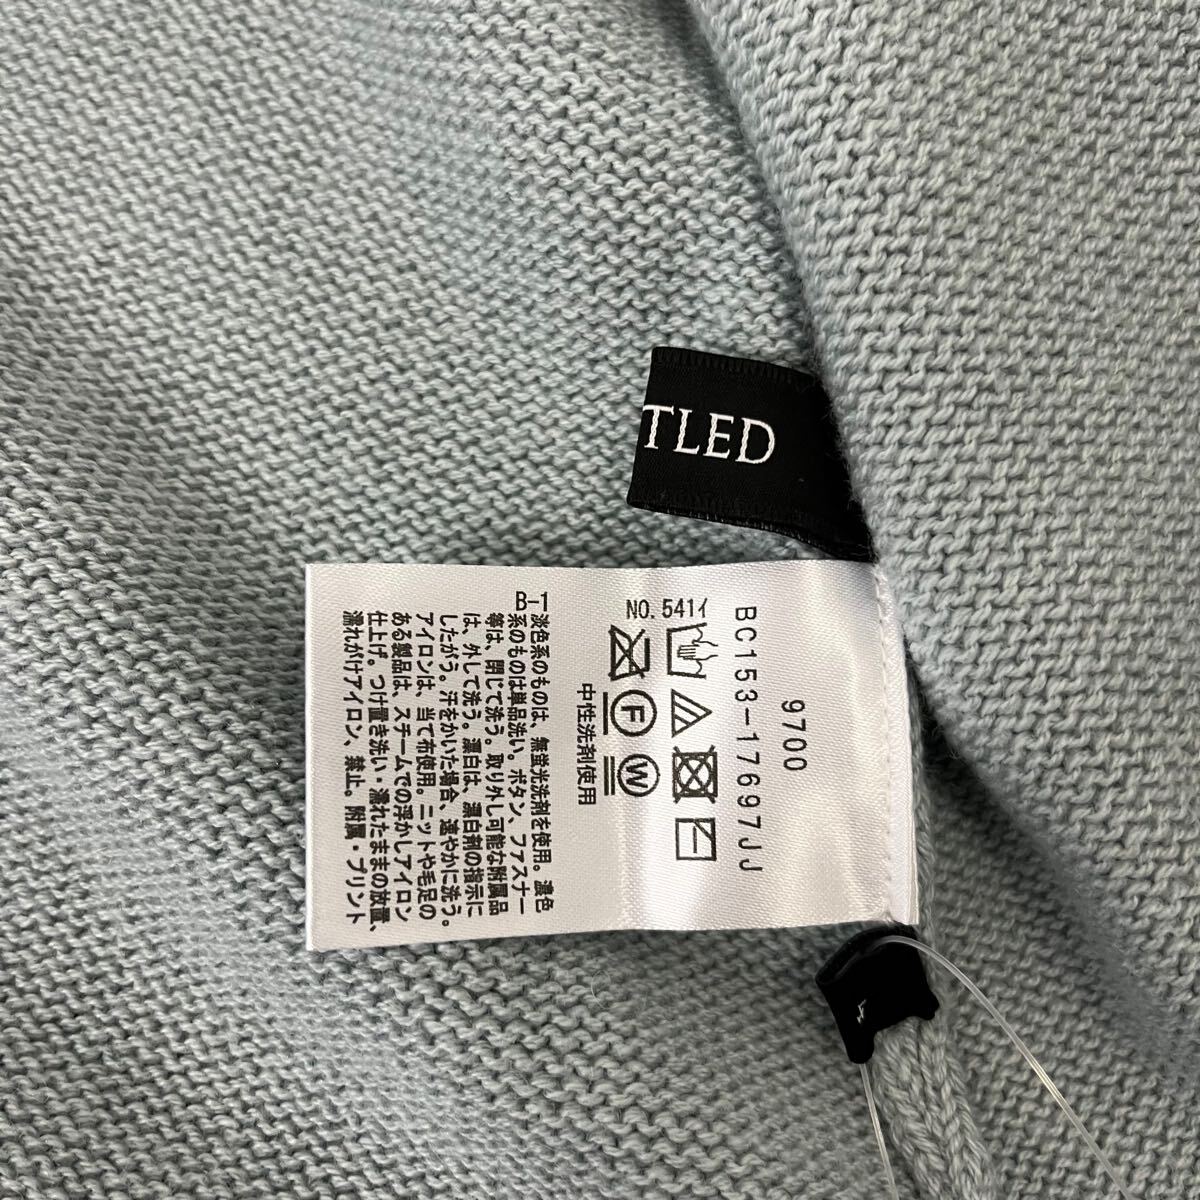 TLED
9700
BC153-17697JJ
NO. 541イ
F
W
中性洗剤使用
B-1
淡色系のものは、無蛍光洗剤を使用。濃色
系のものは単品洗い。ボタン、ファスナー
等は、閉じて洗う。取り外し可能な附属品
は、外して洗う。漂白は、漂白剤の指示に
したがう。汗をかいた場合、速やかに洗う。
アイロンは、当て布使用。ニットや毛足の
ある製品は、スチームでの浮かしアイロン
仕上げ。つけ置き洗い・濡れたままの放置、
濡れがけアイロン、禁止。附属・プリント